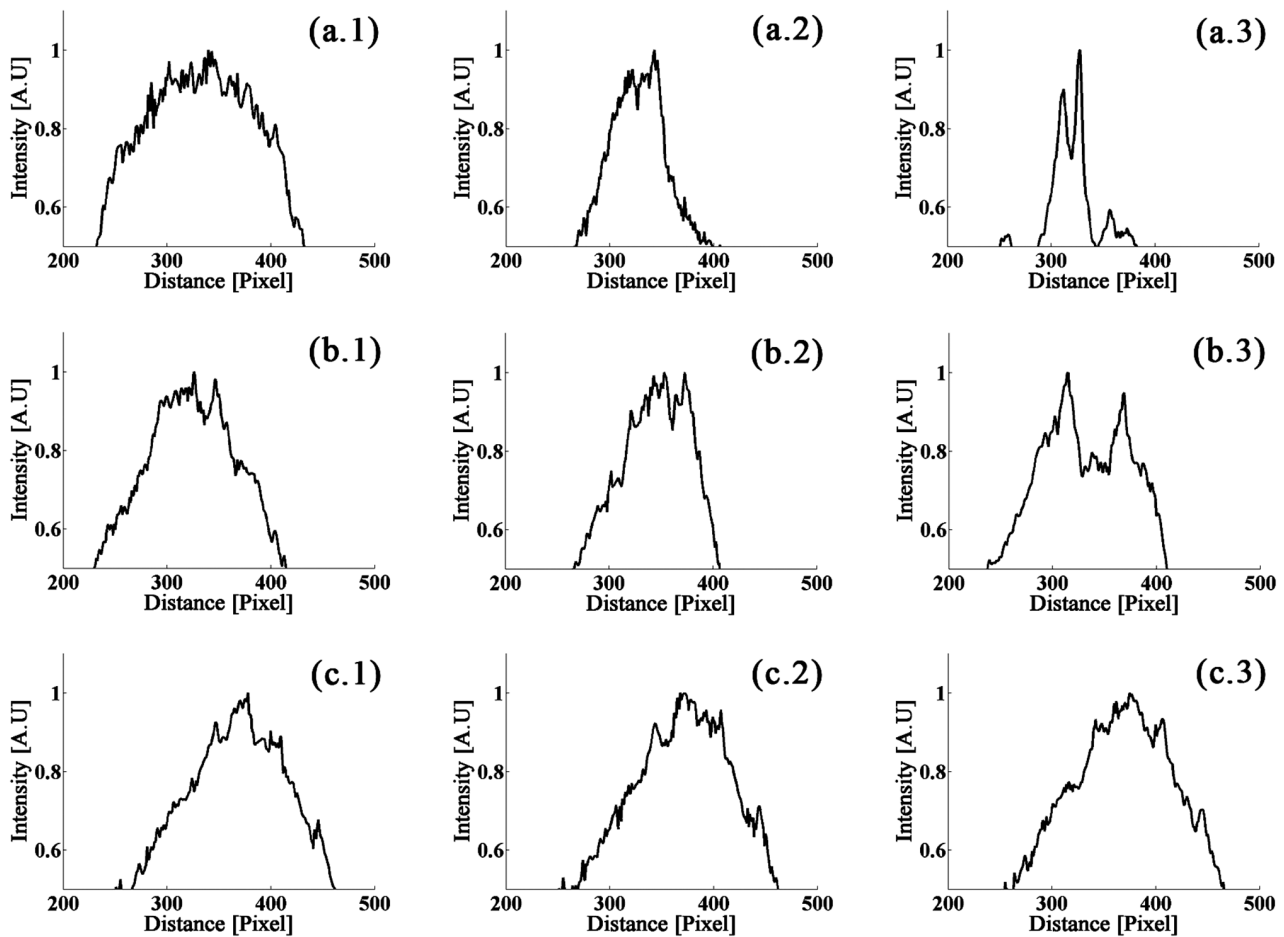 (a.1)
Intensity [A.U]
1
0.8
0.6
200 300 400 500
Distance [Pixel]
(a.2)
Intensity [A.U]
1
0.8
0.6
200 300 400 500
Distance [Pixel]
(a.3)
Intensity [A.U]
1
0.8
0.6
200 300 400 500
Distance [Pixel]
(b.1)
Intensity [A.U]
1
0.8
0.6
200 300 400 500
Distance [Pixel]
(b.2)
Intensity [A.U]
1
0.8
0.6
200 300 400 500
Distance [Pixel]
(b.3)
Intensity [A.U]
1
0.8
0.6
200 300 400 500
Distance [Pixel]
(c.1)
Intensity [A.U]
1
0.8
0.6
200 300 400 500
Distance [Pixel]
(c.2)
Intensity [A.U]
1
0.8
0.6
200 300 400 500
Distance [Pixel]
(c.3)
Intensity [A.U]
1
0.8
0.6
200 300 400 500
Distance [Pixel]